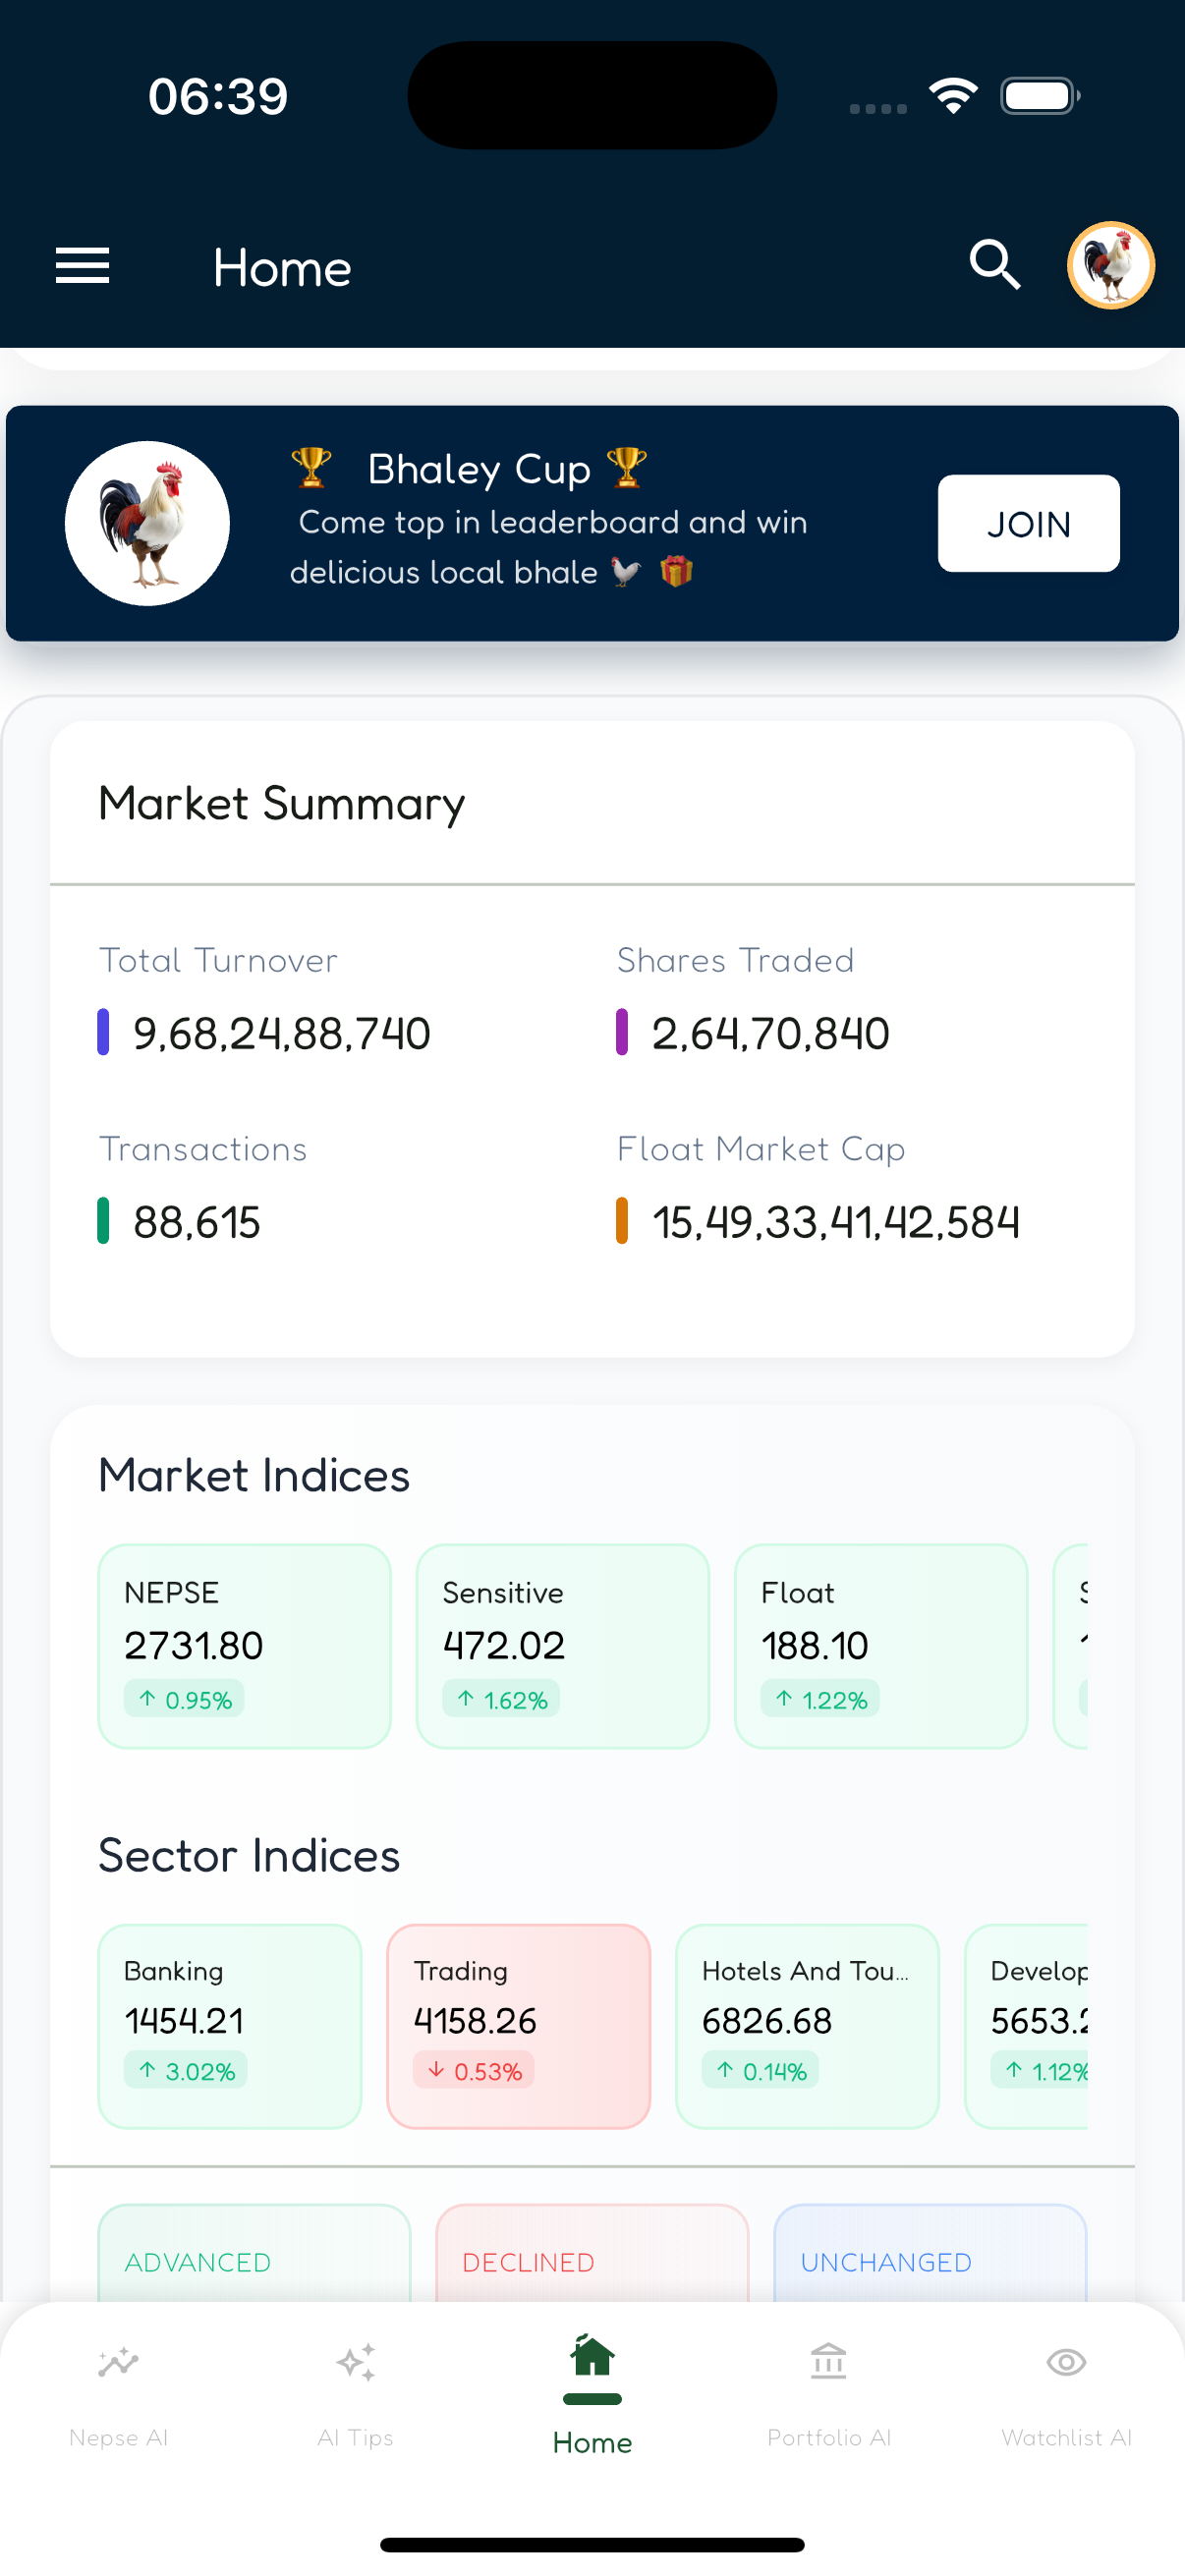 06:39
Home
🏆 Bhaley Cup 🏆
Come top in leaderboard and win
delicious local bhale 🐓 🎁
JOIN
Market Summary
Total Turnover
9,68,24,88,740
Shares Traded
2,64,70,840
Transactions
88,615
Float Market Cap
15,49,33,41,42,584
Market Indices
NEPSE
2731.80
↑ 0.95%
Sensitive
472.02
↑ 1.62%
Float
188.10
↑ 1.22%
Sector Indices
Banking
1454.21
↑ 3.02%
Trading
4158.26
↓ 0.53%
Hotels And Tou...
6826.68
↑ 0.14%
Develop
5653.2
↑ 1.12%
ADVANCED
DECLINED
UNCHANGED
Nepse AI
AI Tips
Home
Portfolio AI
Watchlist AI